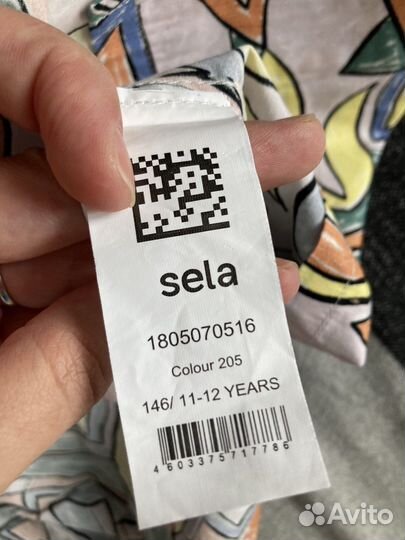 sela
1805070516
Colour 205
146/ 11-12 YEARS
4603375717786
Avito